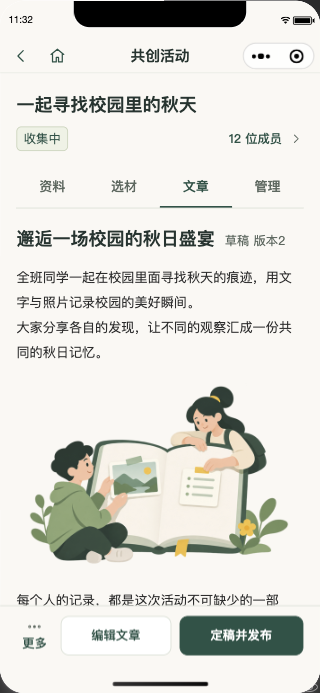 11:32
共创活动
一起寻找校园里的秋天
收集中
12 位成员
资料 选材 文章 管理
邂逅一场校园的秋日盛宴 草稿 版本2
全班同学一起在校园里面寻找秋天的痕迹，用文
字与照片记录校园的美好瞬间。
大家分享各自的发现，让不同的观察汇成一份共
同的秋日记忆。
每个人的记录，都是这次活动不可缺少的一部
更多 编辑文章 定稿并发布